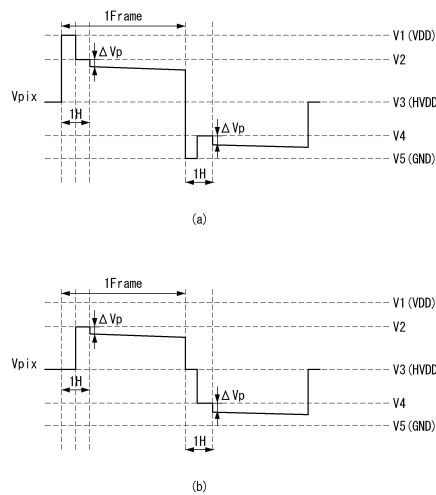 1Frame
V1(VDD)
ΔVp
V2
Vpix
V3(HVDD
1H
ΔVp
V4
V5(GND)
1H
(a)
1Frame
V1(VDD)
ΔVp
V2
Vpix
V3(HVDD
1H
ΔVp
V4
V5(GND)
1H
(b)